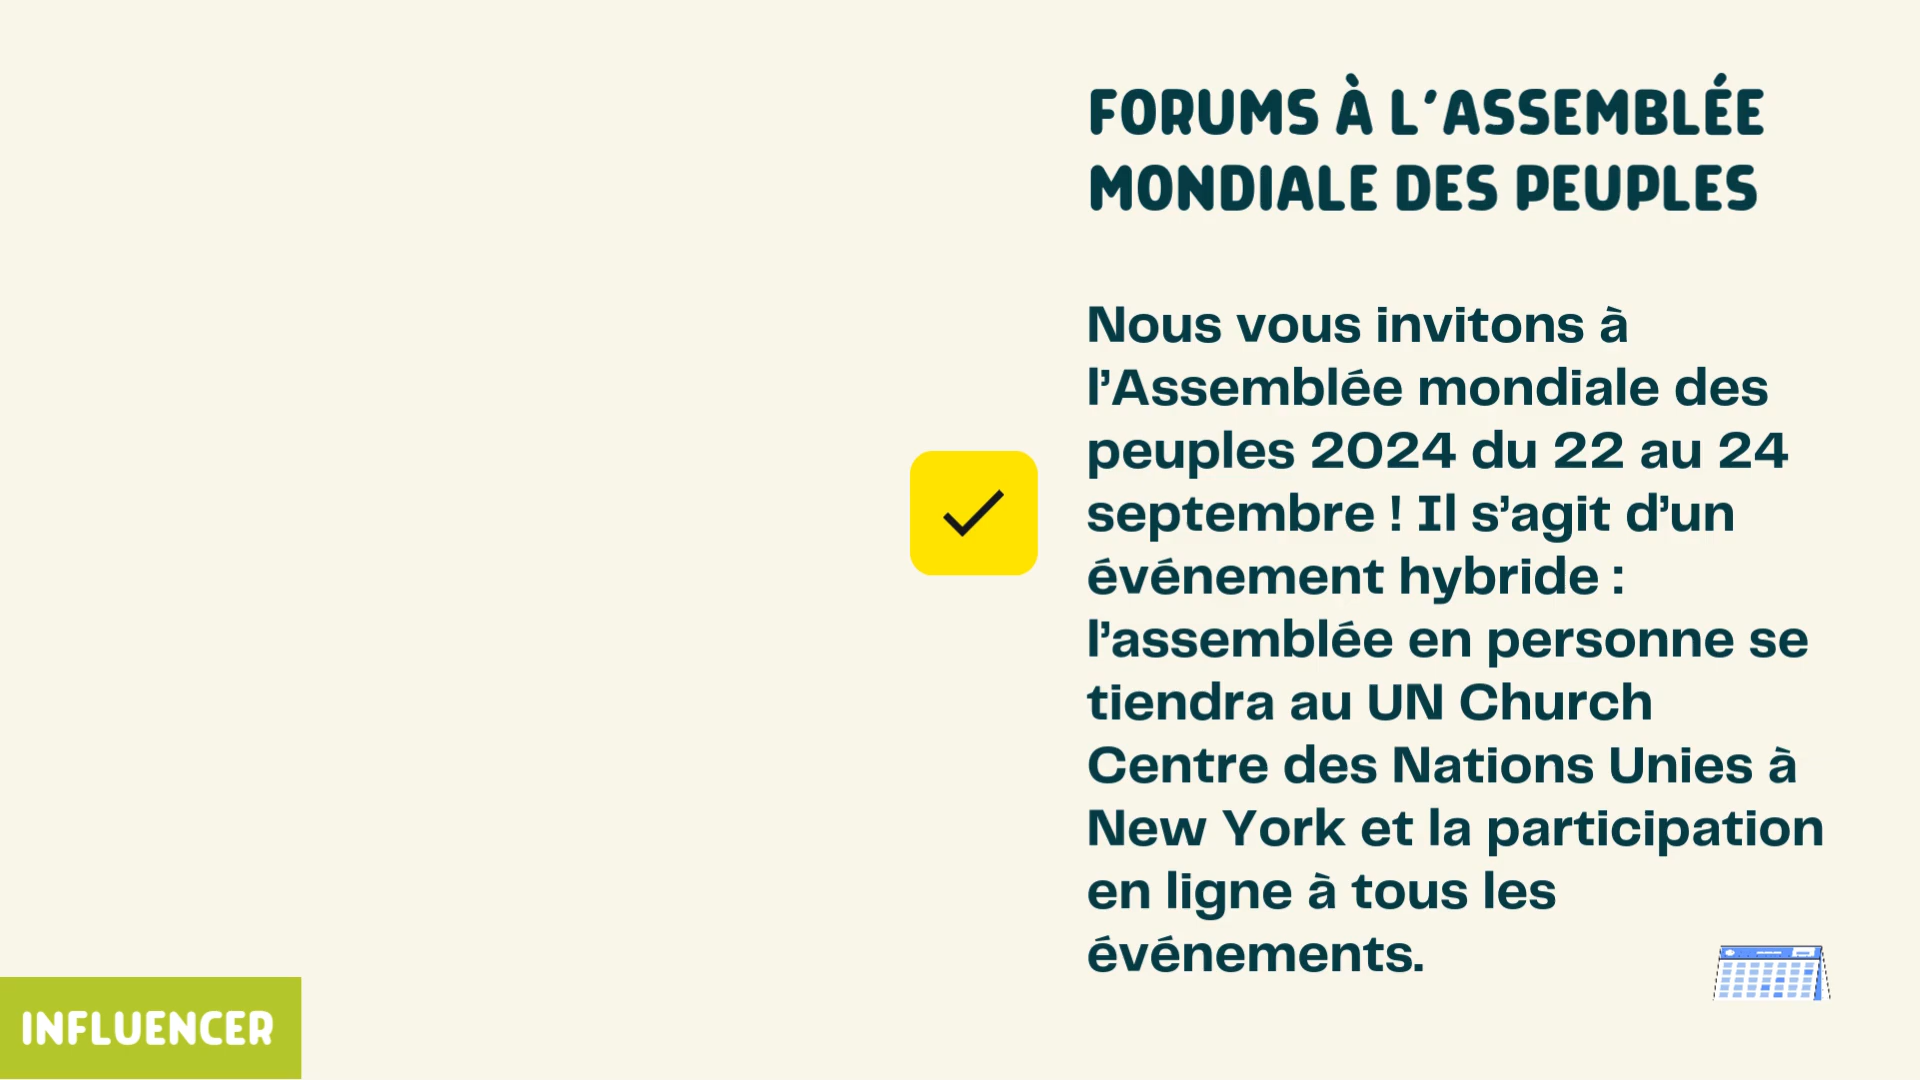 FORUMS À L'ASSEMBLÉE
MONDIALE DES PEUPLES
Nous vous invitons à
l’Assemblée mondiale des
peuples 2024 du 22 au 24
septembre ! Il s’agit d’un
événement hybride :
l’assemblée en personne se
tiendra au UN Church
Centre des Nations Unies à
New York et la participation
en ligne à tous les
événements.
INFLUENCER